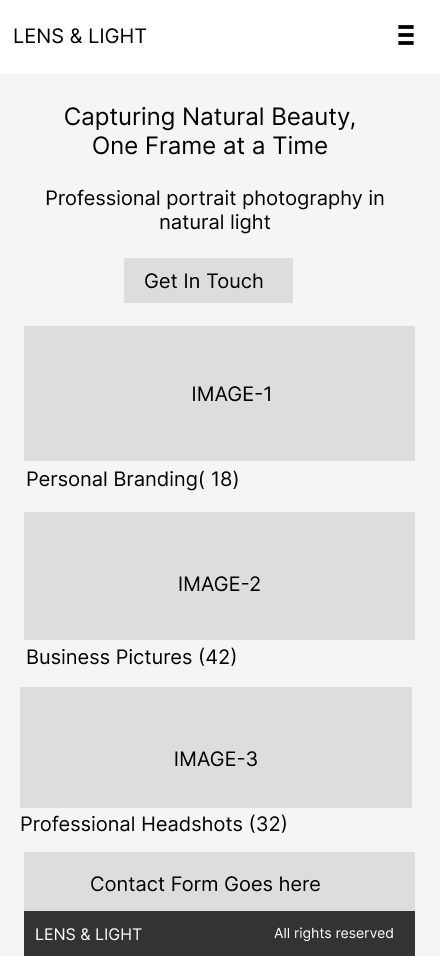 LENS & LIGHT
Capturing Natural Beauty,
One Frame at a Time
Professional portrait photography in
natural light
Get In Touch
IMAGE-1
Personal Branding( 18)
IMAGE-2
Business Pictures (42)
IMAGE-3
Professional Headshots (32)
Contact Form Goes here
LENS & LIGHT All rights reserved